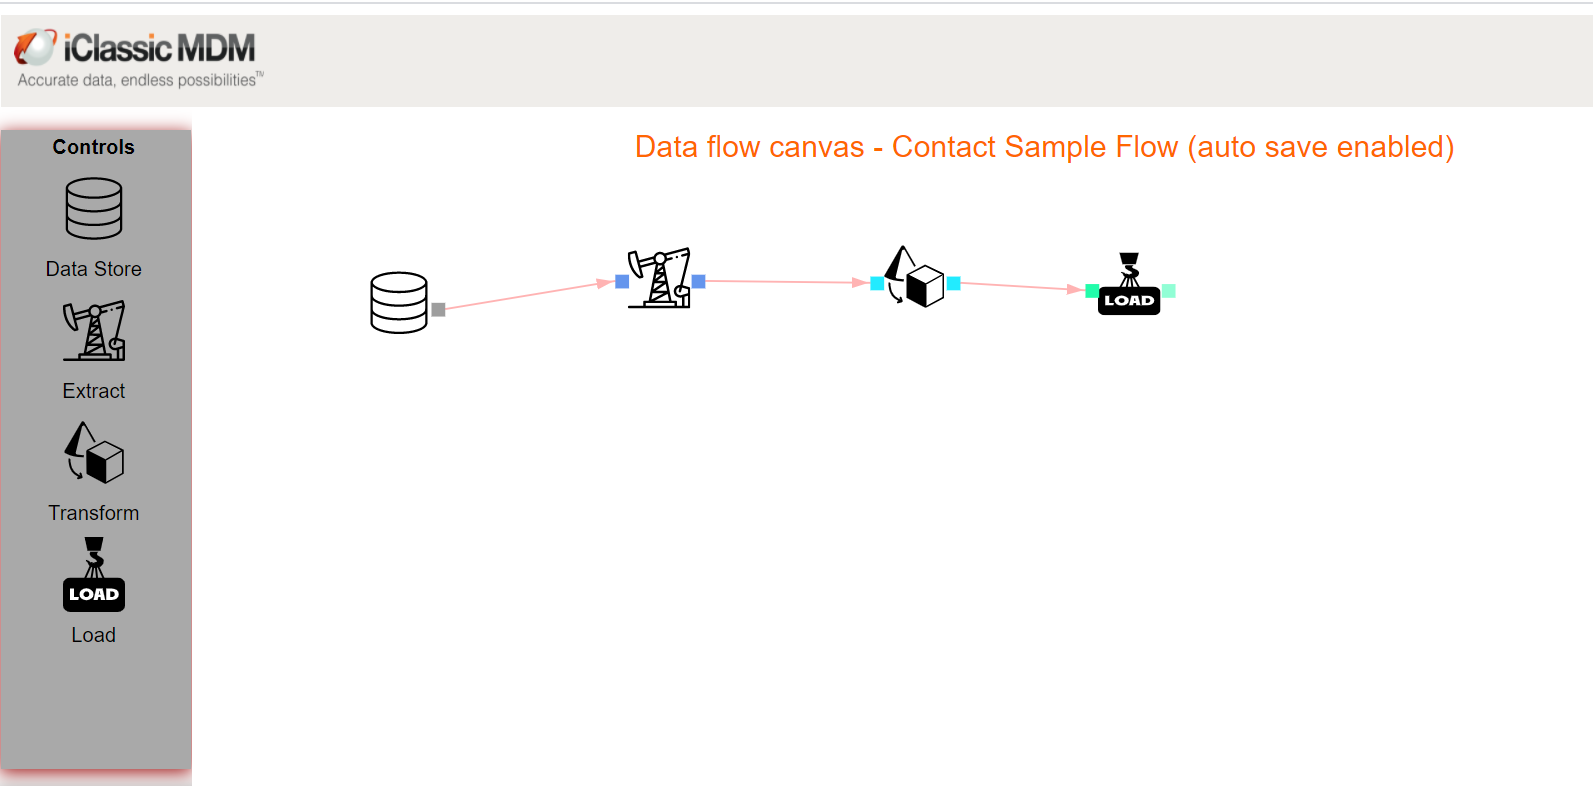 iClassic MDM
Accurate data, endless possibilities™
Controls
Data flow canvas - Contact Sample Flow (auto save enabled)
Data Store
Extract
Transform
LOAD
Load
LOAD